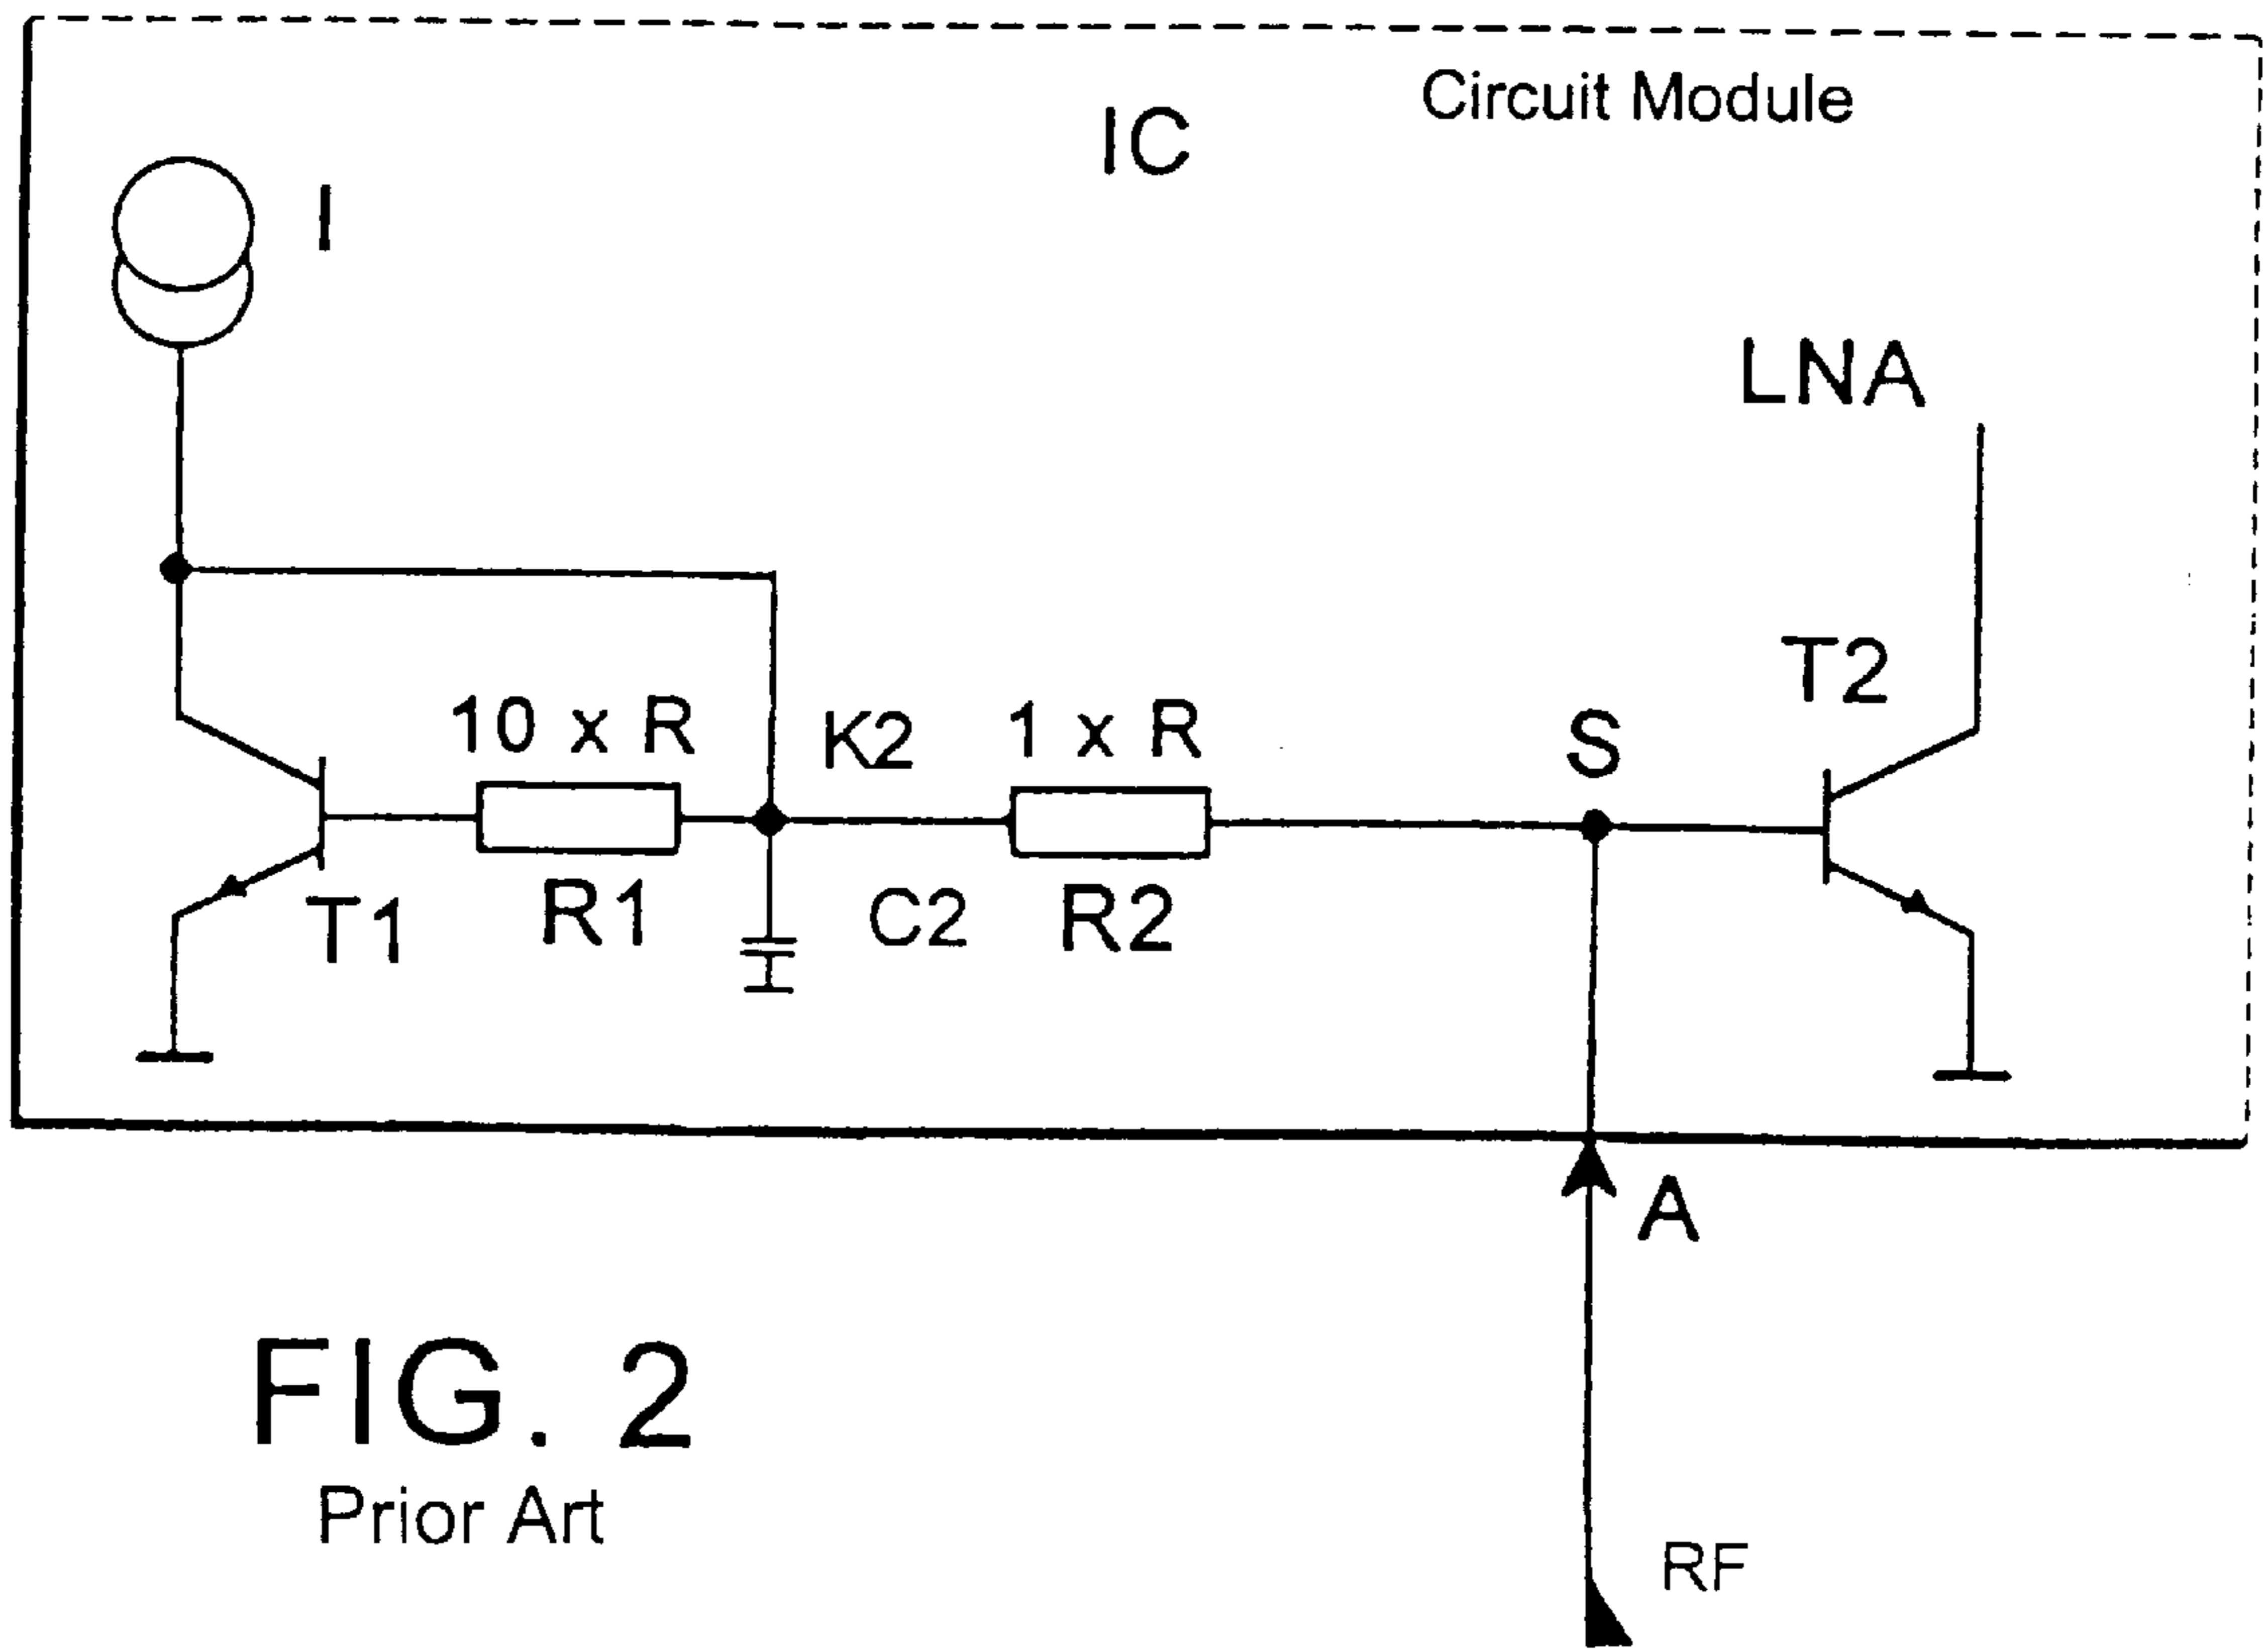 Circuit Module
IC
I
LNA
T2
10 x R
K2
1 x R
S
T1
R1
C2
R2
A
FIG. 2
Prior Art
RF